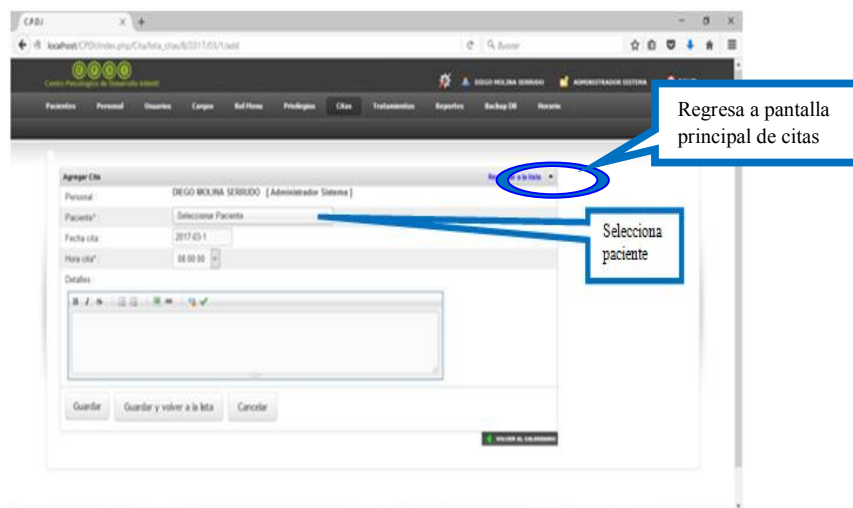 CPDJ
localhost/CPDI/index.php/Cita/lista_citas/8/2017/03/1/add
Buscar
Centro Psicológico de Desarrollo Infantil
DIEGO MOLINA SERRUDO
ADMINISTRADOR SISTEMA
Pacientes Personal Usuarios Cargos Rol Menu Privilegios Citas Tratamientos Reportes Backup DB Horario
Regresa a pantalla
principal de citas
Agregar Cita
a la lista
Personal :
DIEGO MOLINA SERRUDO [ Administrador Sistema ]
Paciente* :
Seleccionar Paciente
Fecha cita :
2017-03-1
Hora cita* :
08:00:00
Selecciona
paciente
Detalles :
B I S
Guardar
Guardar y volver a la lista
Cancelar
VOLVER AL CALENDARIO